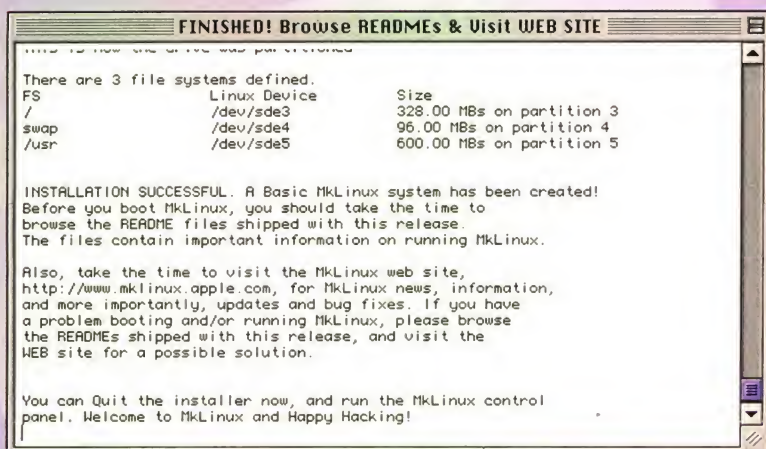 FINISHED! Browse READMEs & Visit WEB SITE
This is how the drive was partitioned
There are 3 file systems defined.
FS Linux Device Size
/ /dev/sde3 328.00 MBs on partition 3
swap /dev/sde4 96.00 MBs on partition 4
/usr /dev/sde5 600.00 MBs on partition 5
INSTALLATION SUCCESSFUL. A Basic MkLinux system has been created!
Before you boot MkLinux, you should take the time to
browse the README files shipped with this release.
The files contain important information on running MkLinux.
Also, take the time to visit the MkLinux web site,
http://www.mklinux.apple.com, for MkLinux news, information,
and more importantly, updates and bug fixes. If you have
a problem booting and/or running MkLinux, please browse
the READMEs shipped with this release, and visit the
WEB site for a possible solution.
You can Quit the installer now, and run the MkLinux control
panel. Welcome to MkLinux and Happy Hacking!